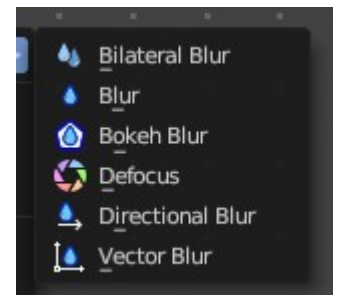 Bilateral Blur
Blur
Bokeh Blur
Defocus
Directional Blur
Vector Blur